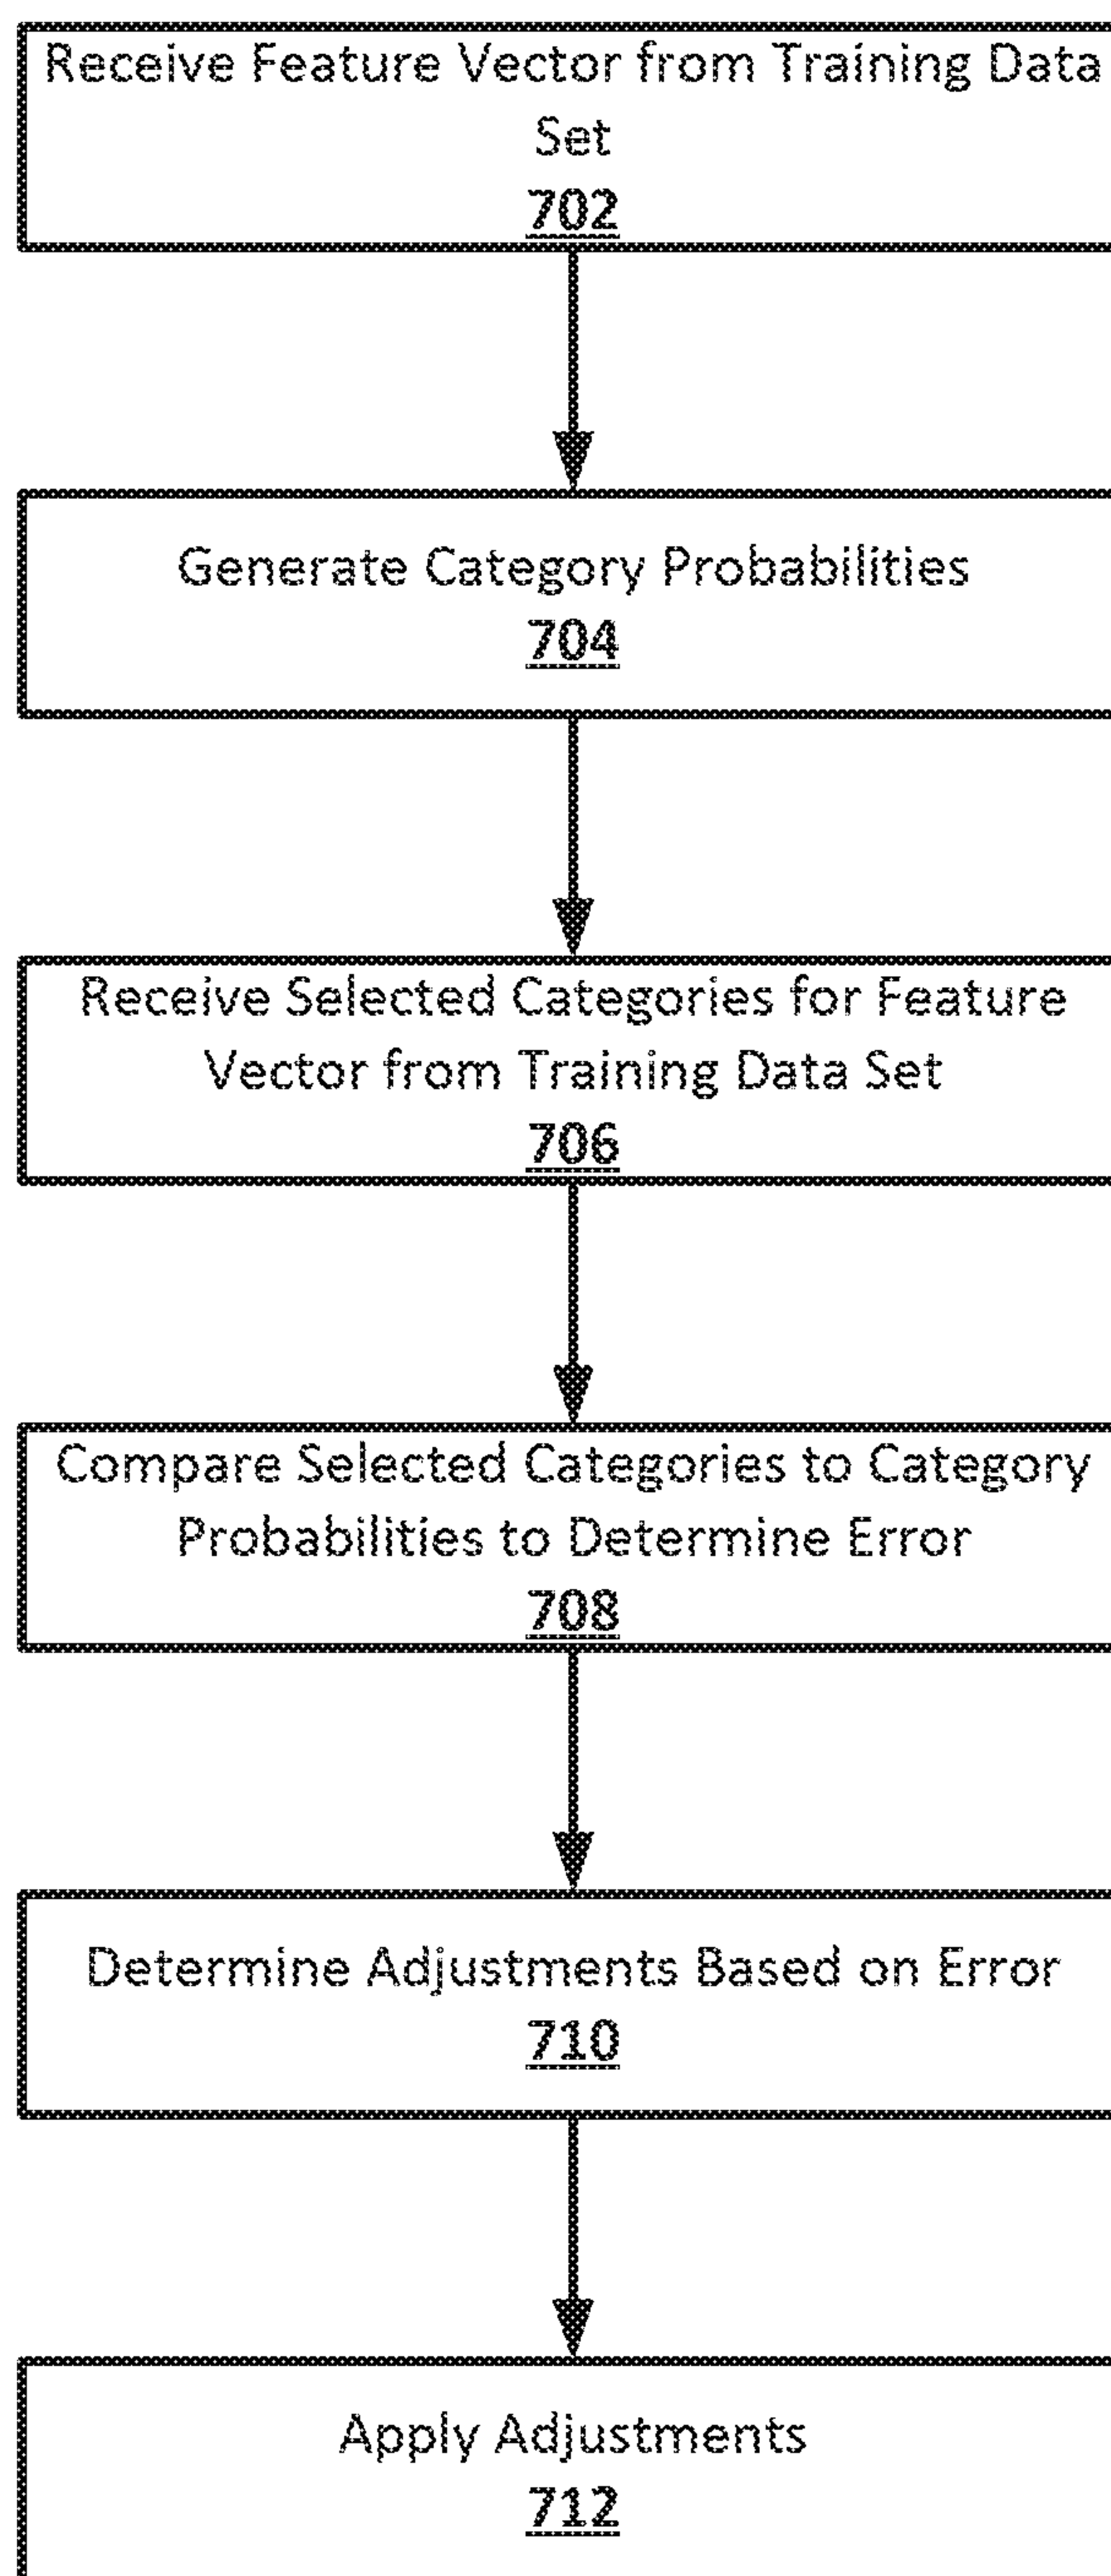 Receive Feature Vector from Training Data
Set
702
Generate Category Probabilities
704
Receive Selected Categories for Feature
Vector from Training Data Set
706
Compare Selected Categories to Category
Probabilities to Determine Error
708
Determine Adjustments Based on Error
710
Apply Adjustments
712